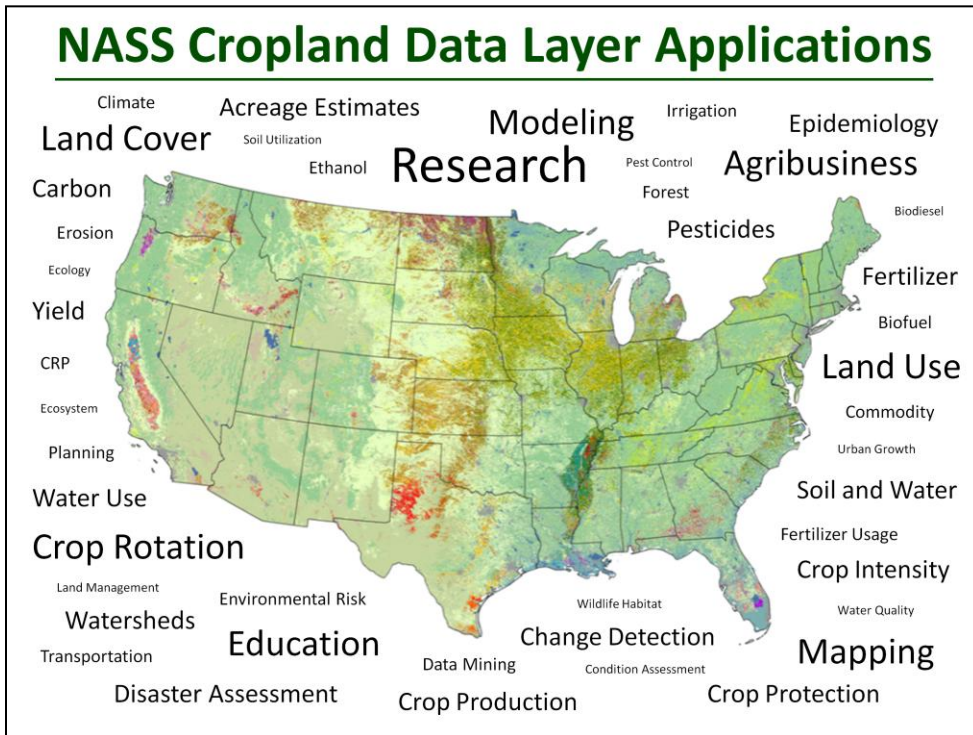 NASS Cropland Data Layer Applications
Climate
Acreage Estimates
Modeling
Irrigation
Epidemiology
Land Cover
Soil Utilization
Ethanol
Research
Pest Control
Agribusiness
Carbon
Forest
Biodiesel
Erosion
Pesticides
Ecology
Fertilizer
Yield
Biofuel
CRP
Land Use
Ecosystem
Commodity
Planning
Urban Growth
Water Use
Soil and Water
Crop Rotation
Fertilizer Usage
Crop Intensity
Land Management
Environmental Risk
Wildlife Habitat
Water Quality
Watersheds
Education
Change Detection
Mapping
Transportation
Data Mining
Condition Assessment
Disaster Assessment
Crop Production
Crop Protection